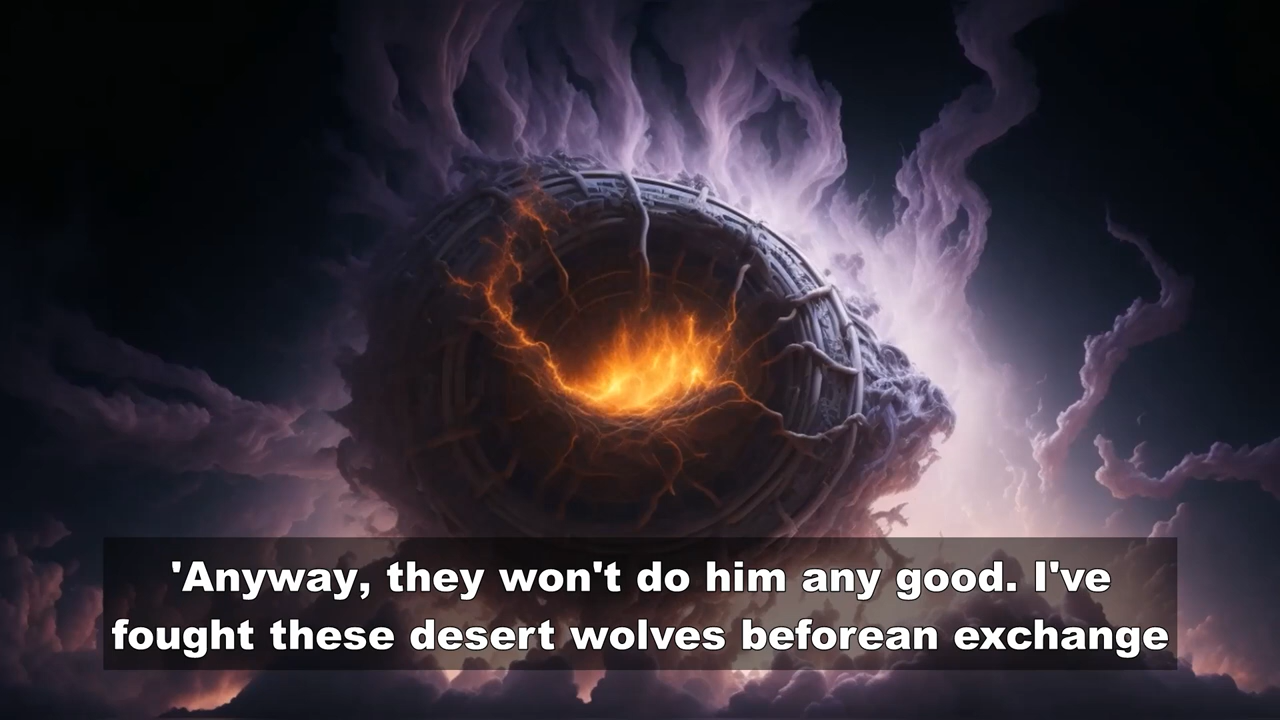 'Anyway, they won't do him any good. I've
fought these desert wolves beforean exchange